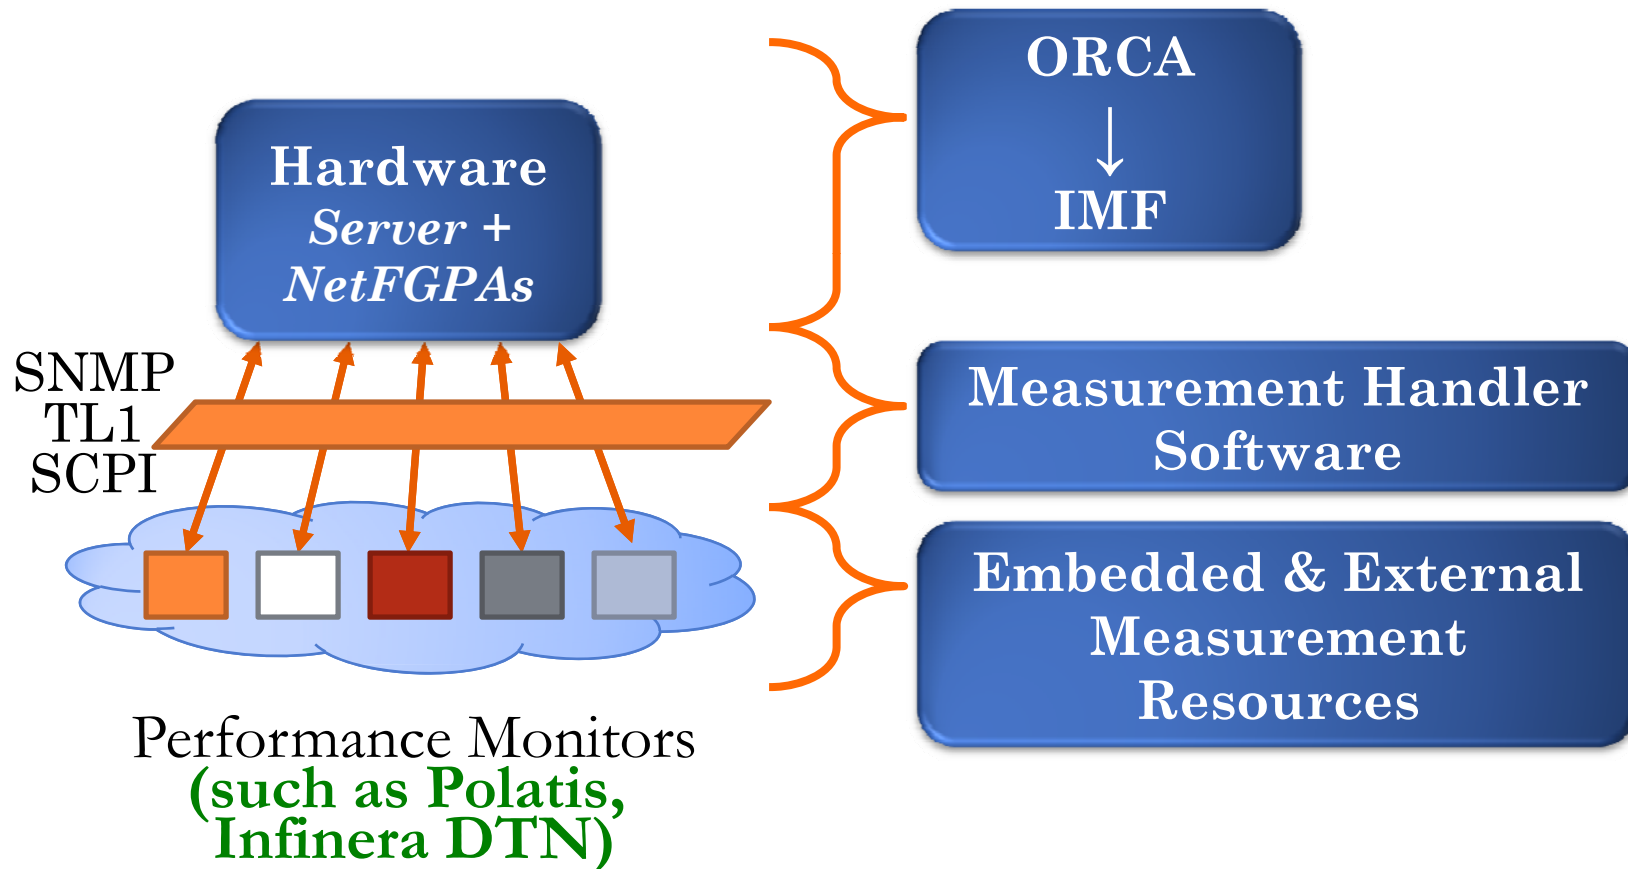 ORCA
↓
IMF
Hardware
Server +
NetFGPAs
SNMP
TL1
SCPI
Measurement Handler
Software
Embedded & External
Measurement
Resources
Performance Monitors
(such as Polatis,
Infinera DTN)